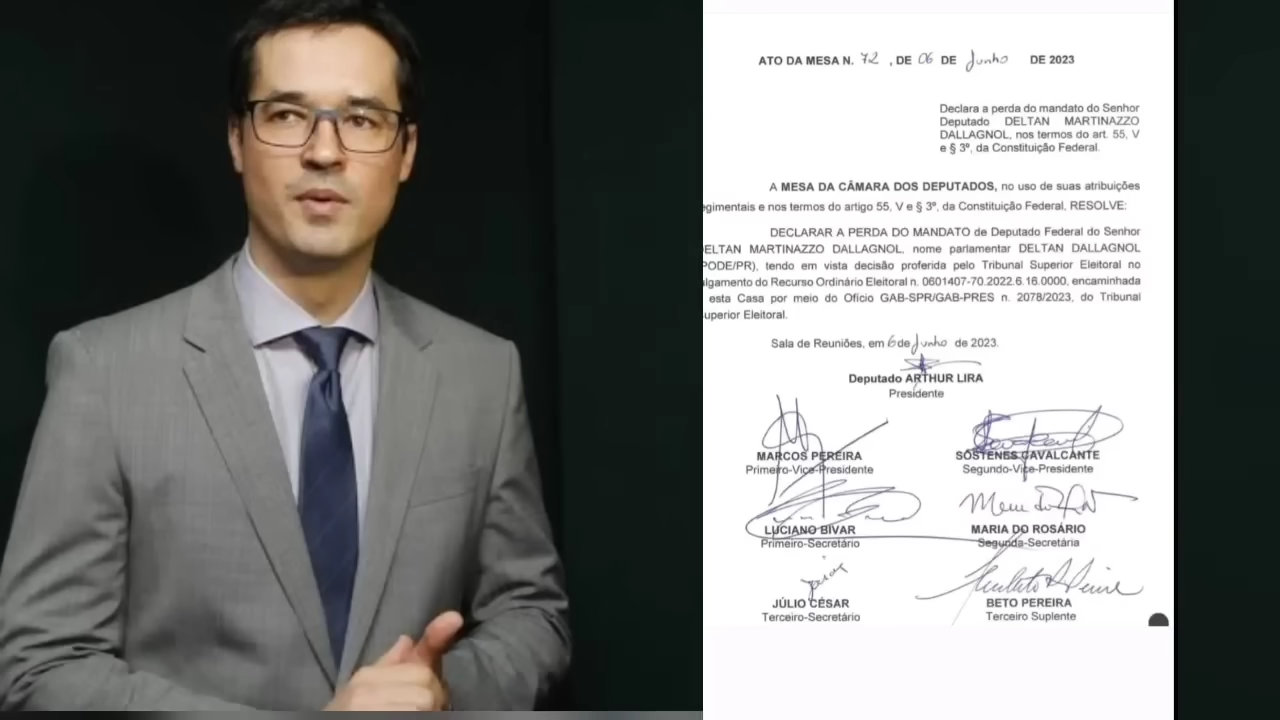 ATO DA MESA N. 72 , DE 06 DE Junho DE 2023
Declara a perda do mandato do Senhor
Deputado DELTAN MARTINAZZO
DALLAGNOL, nos termos do art. 55, V
e § 3º, da Constituição Federal.
A MESA DA CÂMARA DOS DEPUTADOS, no uso de suas atribuições
egimentais e nos termos do artigo 55, V e § 3º, da Constituição Federal, RESOLVE:
DECLARAR A PERDA DO MANDATO de Deputado Federal do Senhor
DELTAN MARTINAZZO DALLAGNOL, nome parlamentar DELTAN DALLAGNOL
PODE/PR), tendo em vista decisão proferida pelo Tribunal Superior Eleitoral no
lgamento do Recurso Ordinário Eleitoral n. 0601407-70.2022.6.16.0000, encaminhada
esta Casa por meio do Ofício GAB-SPR/GAB-PRES n. 2078/2023, do Tribunal
uperior Eleitoral.
Sala de Reuniões, em 6 de Junho de 2023.
Deputado ARTHUR LIRA
Presidente
MARCOS PEREIRA SÓSTENES CAVALCANTE
Primeiro-Vice-Presidente Segundo-Vice-Presidente
LUCIANO BIVAR MARIA DO ROSÁRIO
Primeiro-Secretário Segunda-Secretária
JÚLIO CÉSAR BETO PEREIRA
Terceiro-Secretário Terceiro Suplente